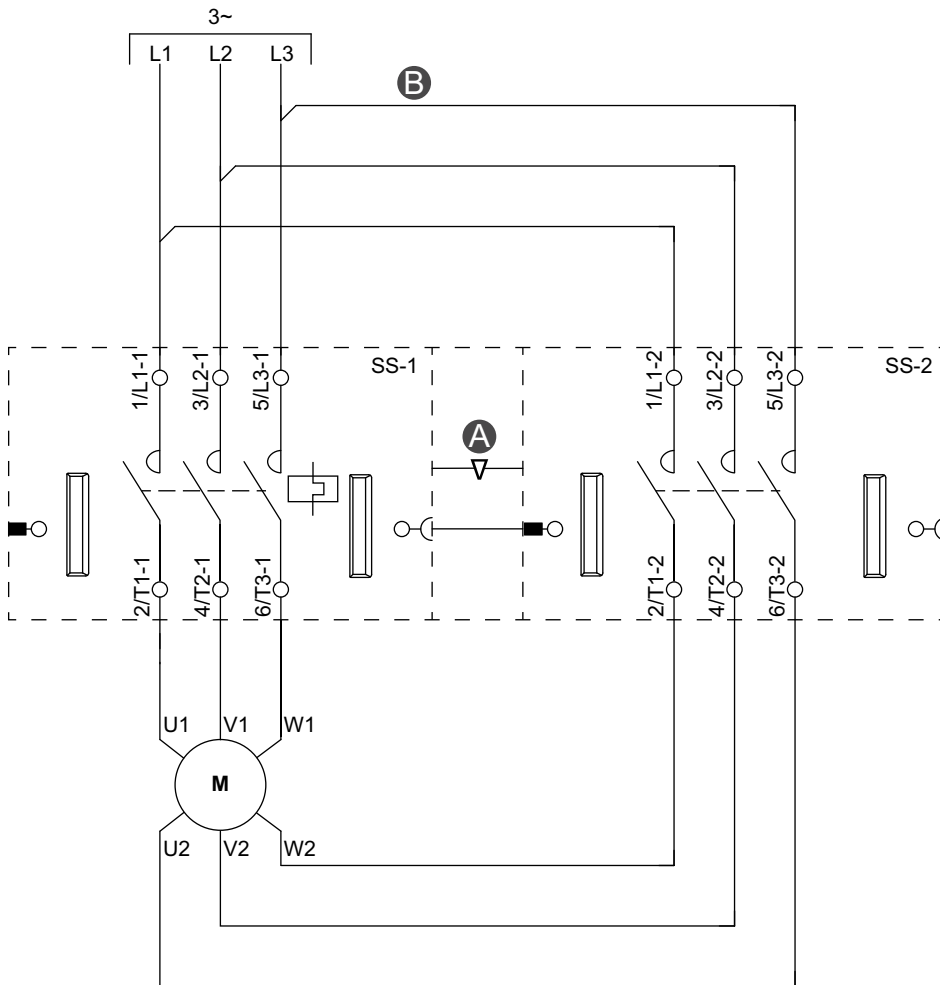 3~
L1 L2 L3
B
SS-1 SS-2
1/L1-1 3/L2-1 5/L3-1 1/L1-2 3/L2-2 5/L3-2
A
2/T1-1 4/T2-1 6/T3-1 2/T1-2 4/T2-2 6/T3-2
U1 V1 W1
M
U2 V2 W2